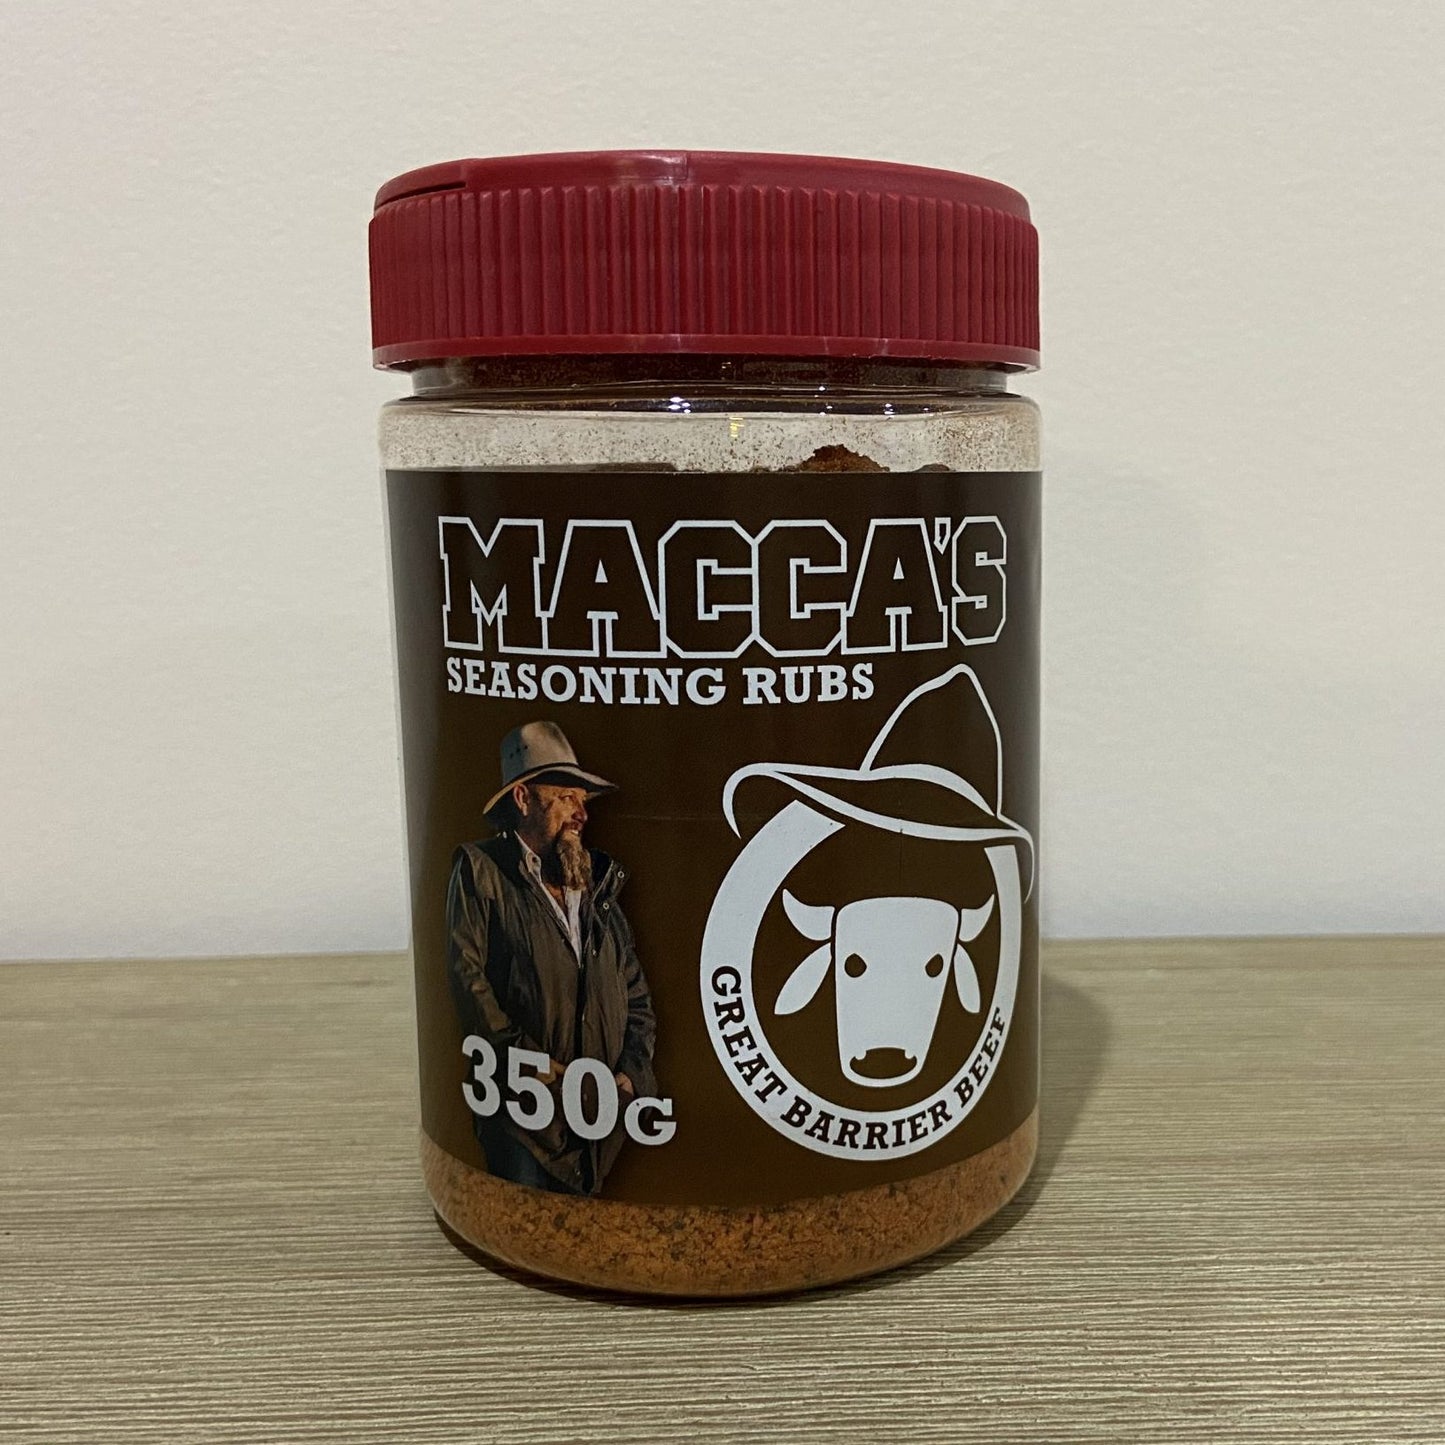 MACCA'S
SEASONING RUBS
350G
GREAT BARRIER BEEF